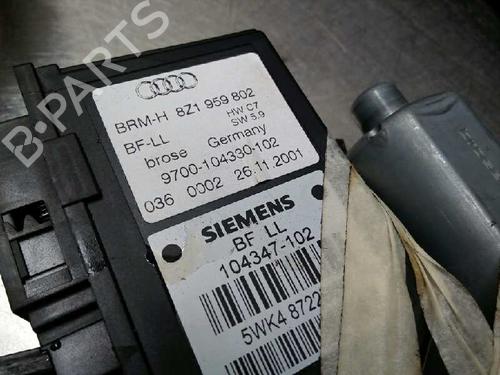 B-PARTS
BRM-H 8Z1 959 802
HW C7
BF-LL SW 5.9
brose Germany
9700-104330-102
036 0002 26.11.2001
SIEMENS
BF LL
104347-102
5WK4 8722